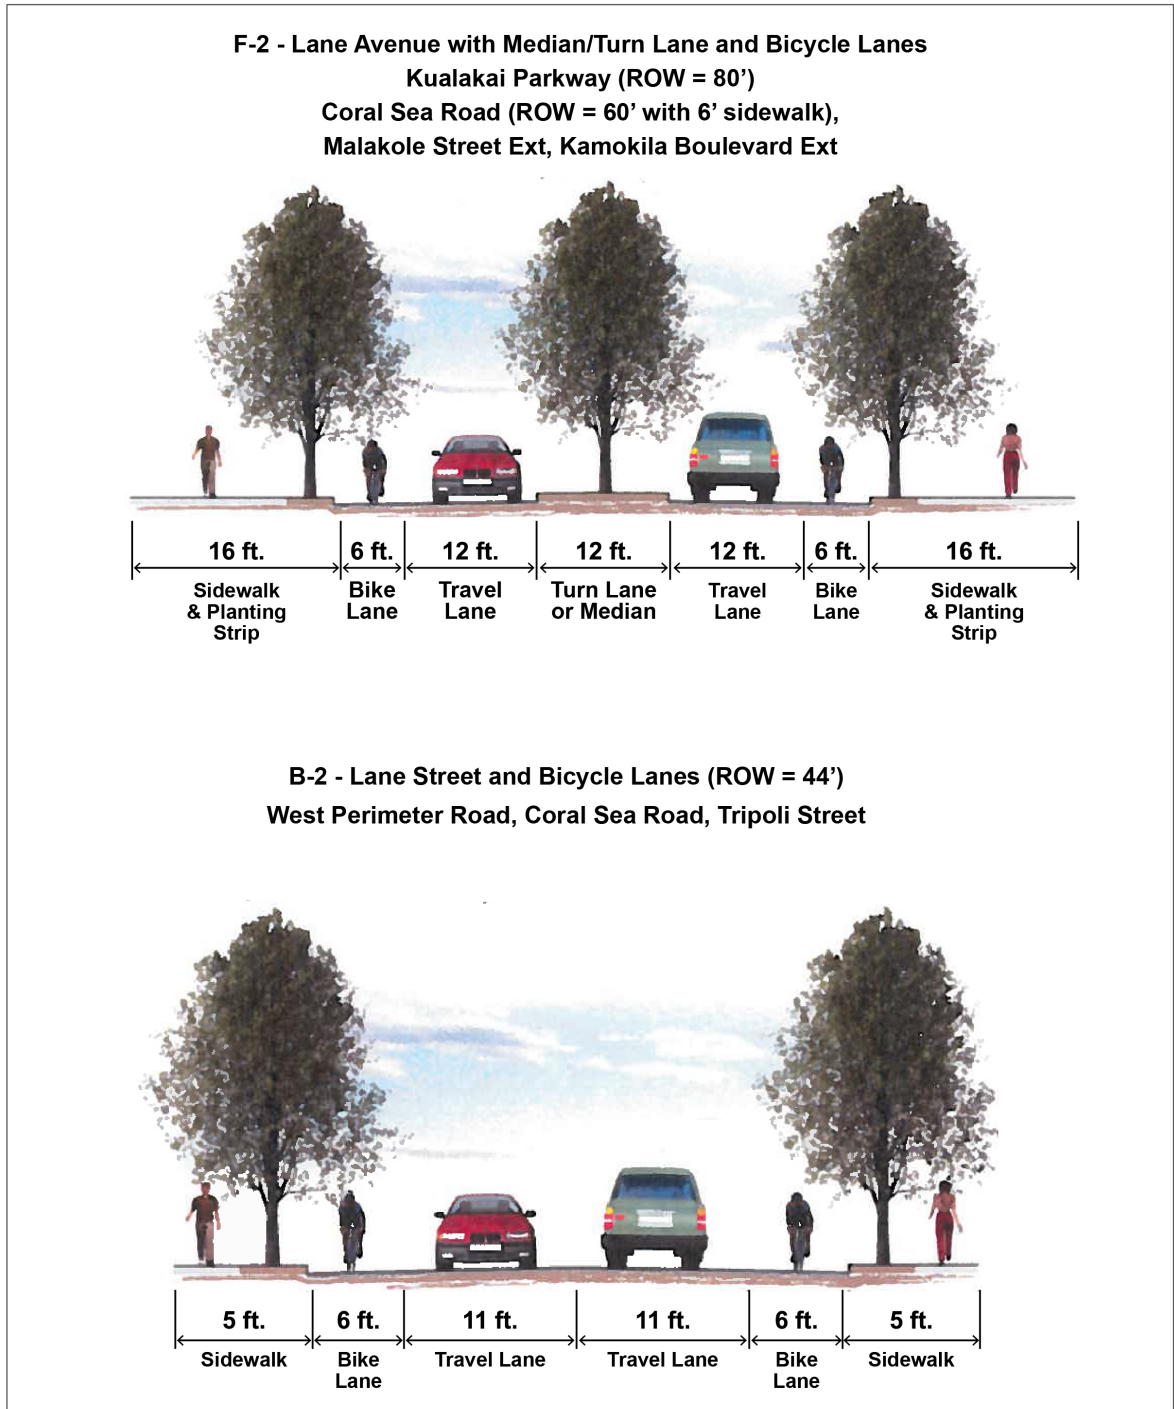 F-2 - Lane Avenue with Median/Turn Lane and Bicycle Lanes
Kualakai Parkway (ROW = 80’)
Coral Sea Road (ROW = 60’ with 6’ sidewalk),
Malakole Street Ext, Kamokila Boulevard Ext
16 ft.
6 ft.
12 ft.
12 ft.
12 ft.
6 ft.
16 ft.
Sidewalk
& Planting
Strip
Bike
Lane
Travel
Lane
Turn Lane
or Median
Travel
Lane
Bike
Lane
Sidewalk
& Planting
Strip
B-2 - Lane Street and Bicycle Lanes (ROW = 44’)
West Perimeter Road, Coral Sea Road, Tripoli Street
5 ft.
6 ft.
11 ft.
11 ft.
6 ft.
5 ft.
Sidewalk
Bike
Lane
Travel Lane
Travel Lane
Bike
Lane
Sidewalk